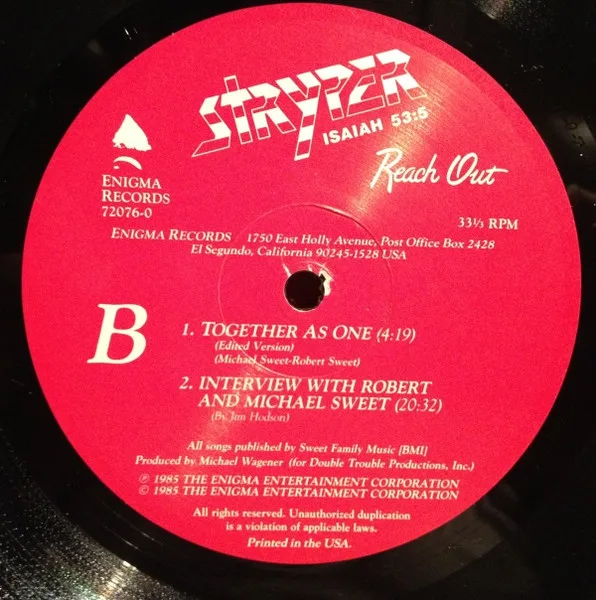 STRYPER
ISAIAH 53:5
Reach Out
ENIGMA
RECORDS
72076-0
33⅓ RPM
ENIGMA RECORDS 1750 East Holly Avenue, Post Office Box 2428
El Segundo, California 90245-1528 USA
B
1. TOGETHER AS ONE (4:19)
(Edited Version)
(Michael Sweet-Robert Sweet)
2. INTERVIEW WITH ROBERT
AND MICHAEL SWEET (20:32)
(By Jim Hodson)
All songs published by Sweet Family Music [BMI]
Produced by Michael Wagener (for Double Trouble Productions, Inc.)
℗ 1985 THE ENIGMA ENTERTAINMENT CORPORATION
© 1985 THE ENIGMA ENTERTAINMENT CORPORATION
All rights reserved. Unauthorized duplication
is a violation of applicable laws.
Printed in the USA.